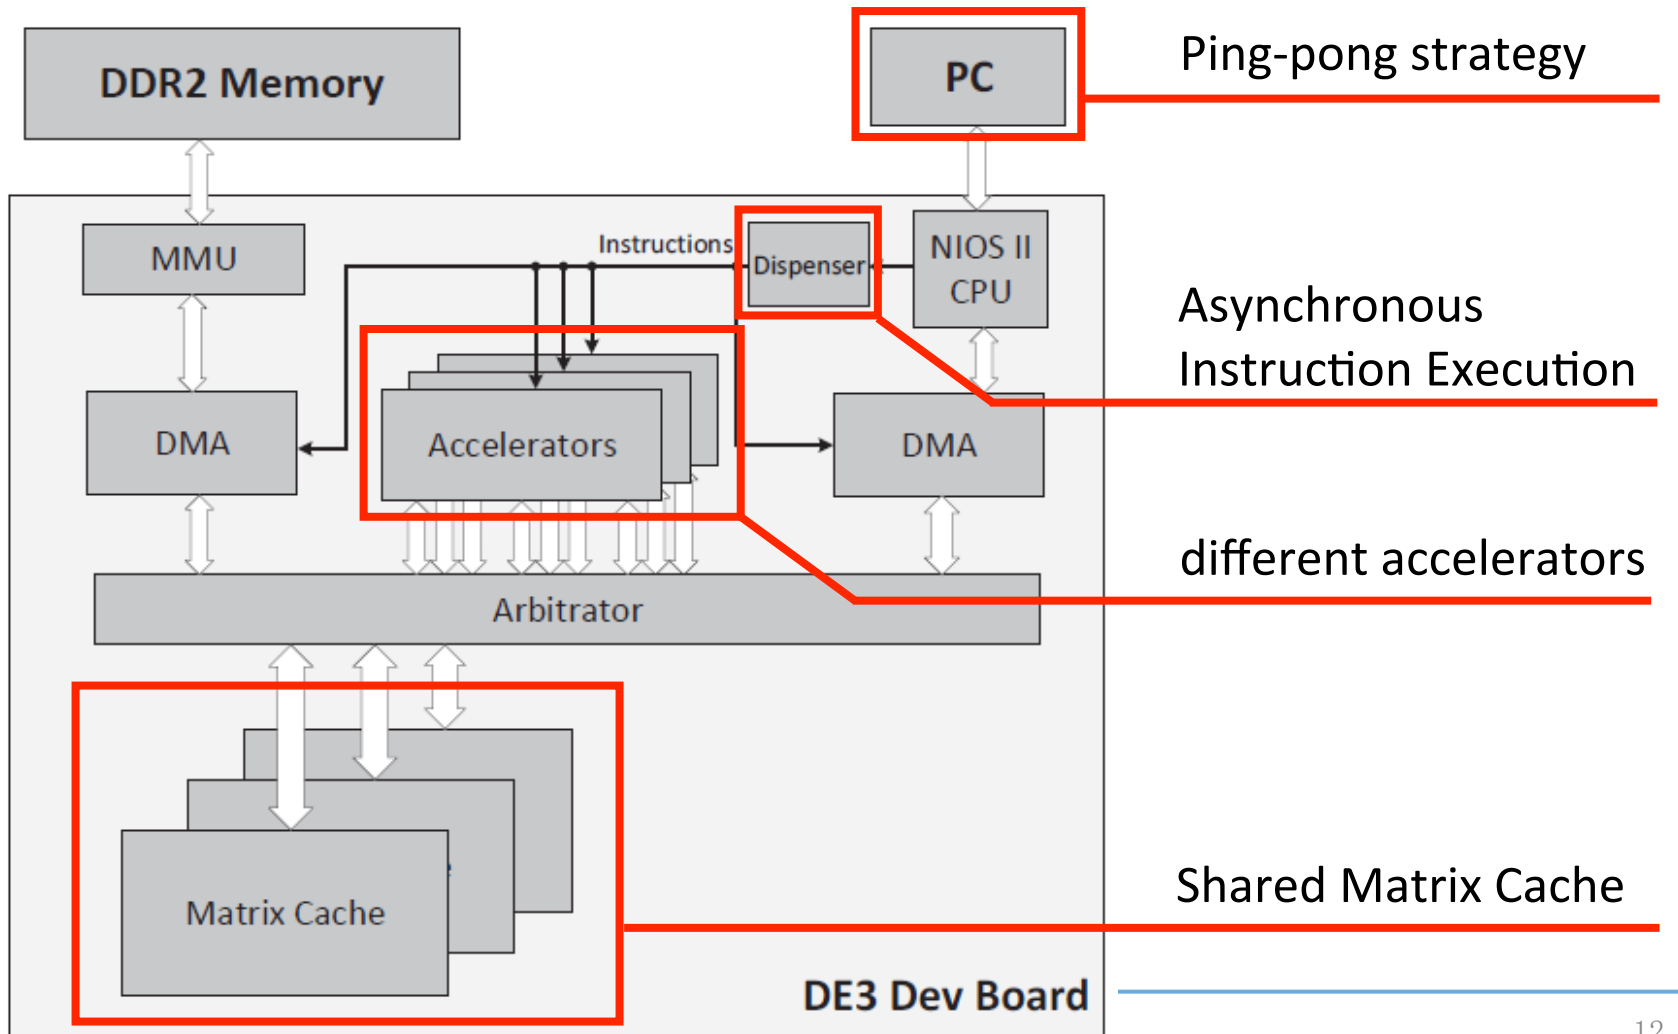 DDR2 Memory
PC
Ping-pong strategy
MMU
Instructions
Dispenser
NIOS II
CPU
Asynchronous
Instruction Execution
DMA
Accelerators
DMA
different accelerators
Arbitrator
Matrix Cache
Shared Matrix Cache
DE3 Dev Board
12